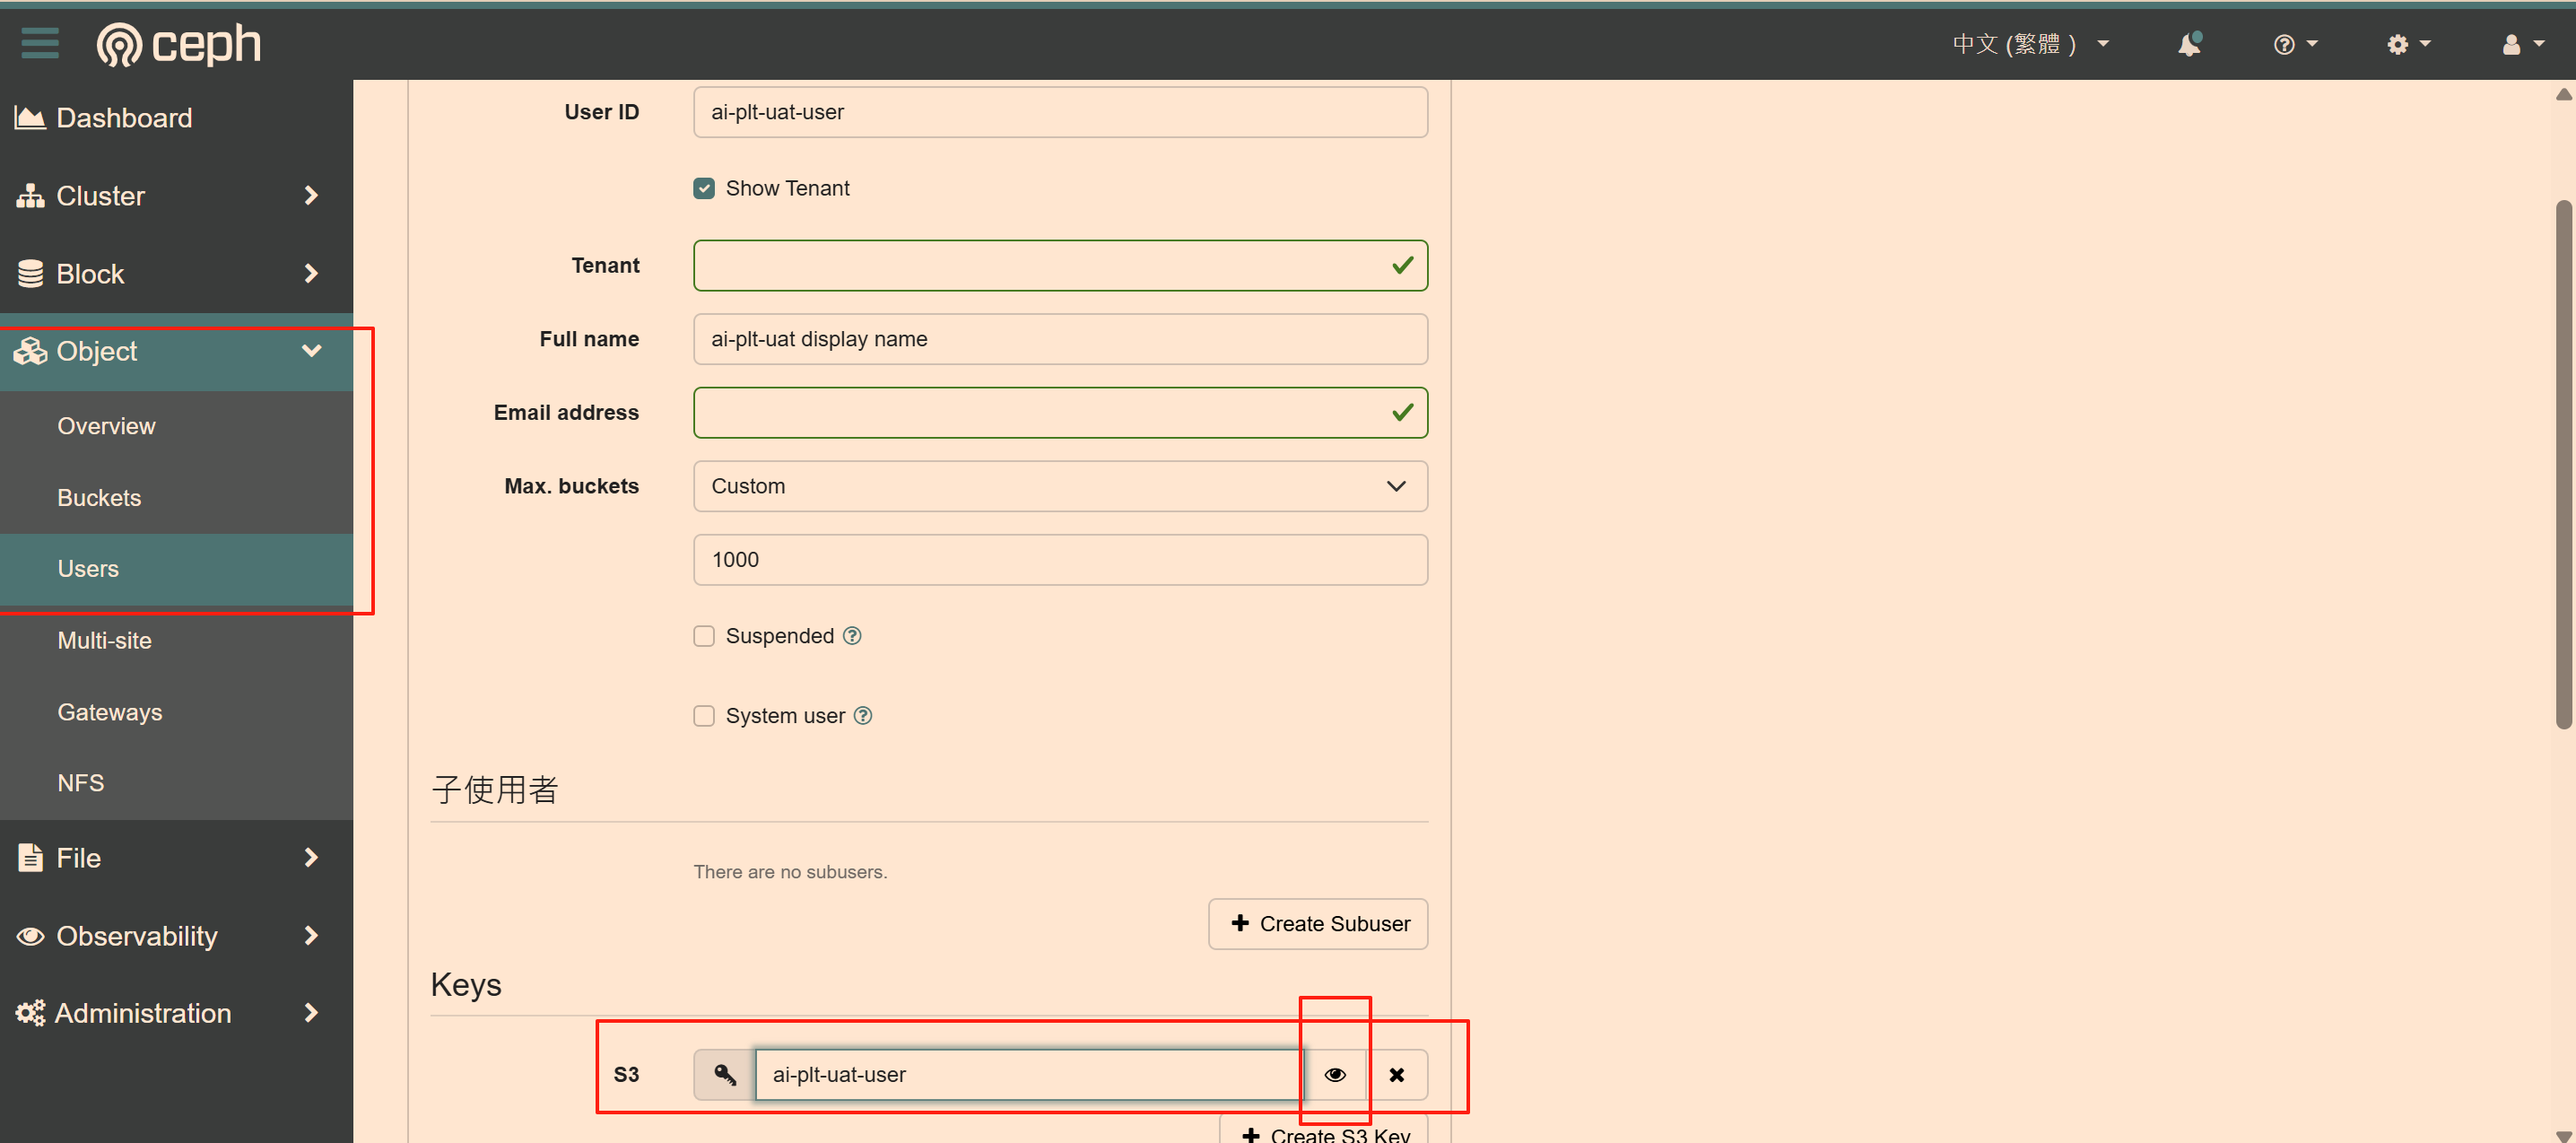 ceph
中文 (繁體 )
Dashboard
Cluster
Block
Object
Overview
Buckets
Users
Multi-site
Gateways
NFS
File
Observability
Administration
User ID
ai-plt-uat-user
Show Tenant
Tenant
Full name
ai-plt-uat display name
Email address
Max. buckets
Custom
1000
Suspended
System user
子使用者
There are no subusers.
Create Subuser
Keys
S3
ai-plt-uat-user
Create S3 Key